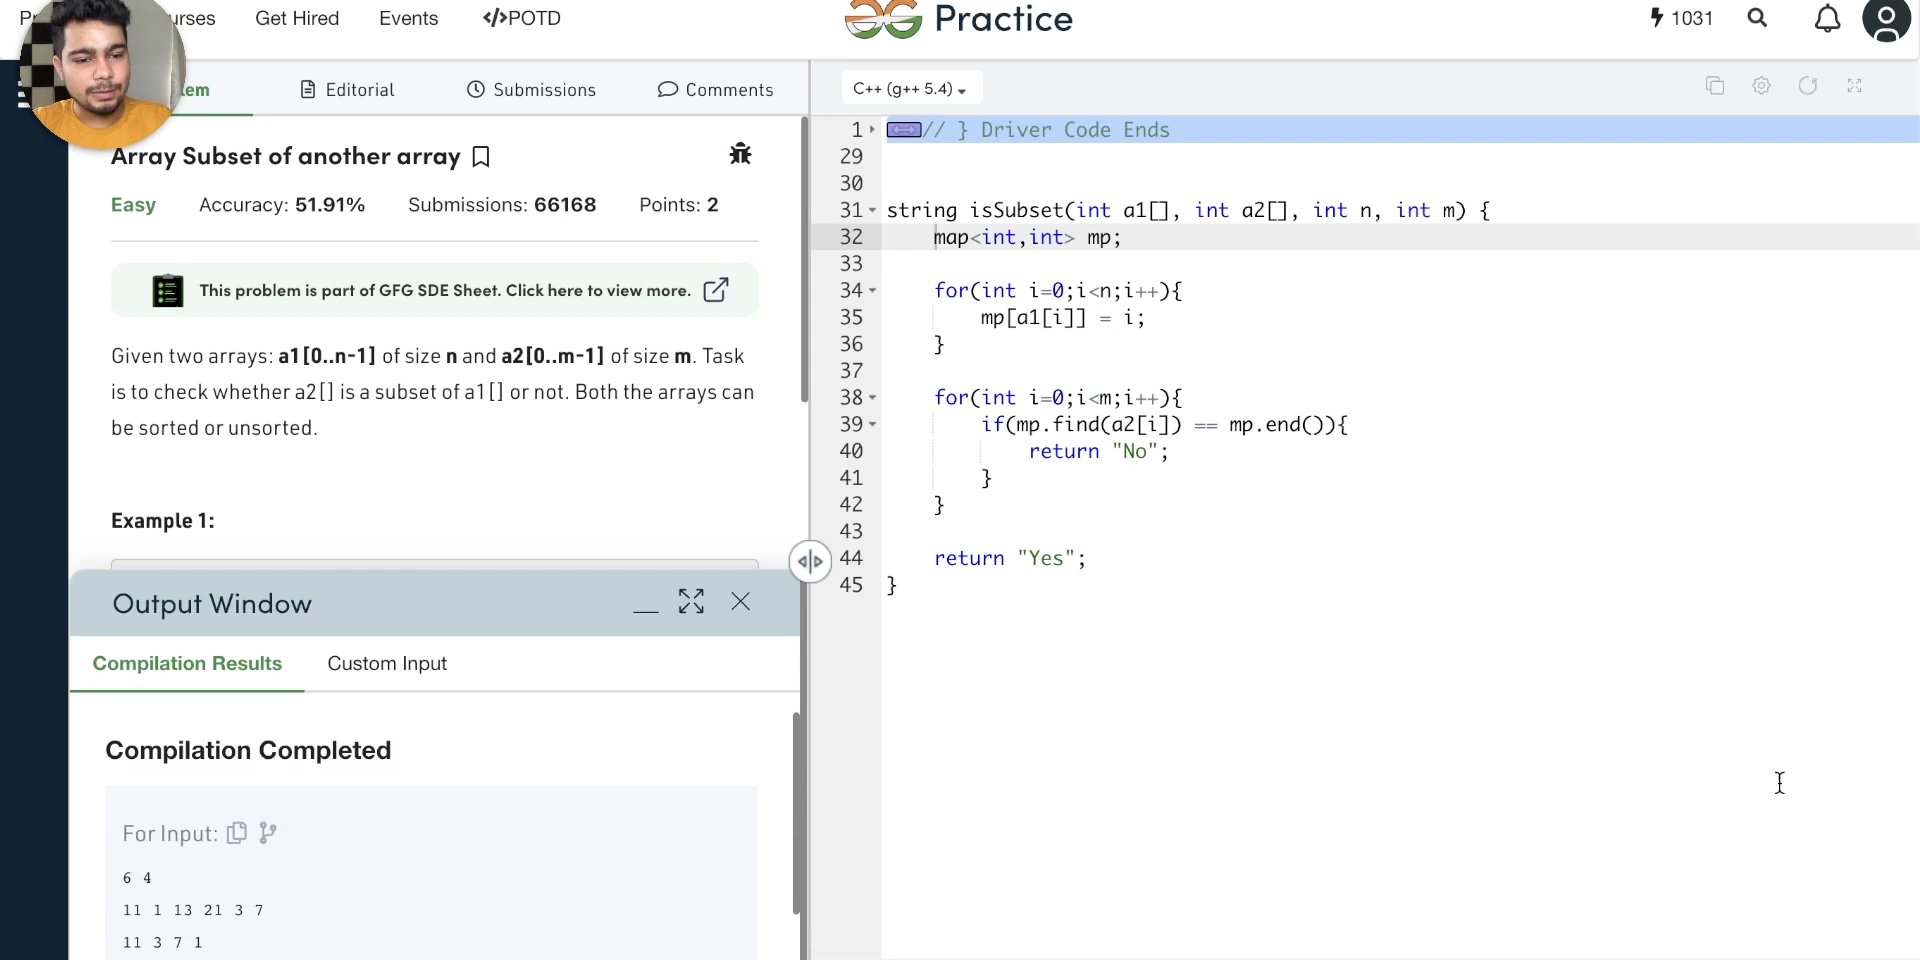 Get Hired
Events
</>POTD
Practice
1031
Editorial
Submissions
Comments
C++ (g++ 5.4)
Array Subset of another array
Easy
Accuracy: 51.91%
Submissions: 66168
Points: 2
This problem is part of GFG SDE Sheet. Click here to view more.
Given two arrays: a1[0..n-1] of size n and a2[0..m-1] of size m. Task
is to check whether a2[] is a subset of a1[] or not. Both the arrays can
be sorted or unsorted.
Example 1:
Output Window
Compilation Results
Custom Input
Compilation Completed
For Input:
6 4
11 1 13 21 3 7
11 3 7 1
1 // } Driver Code Ends
29
30
31 string isSubset(int a1[], int a2[], int n, int m) {
32 map<int,int> mp;
33
34 for(int i=0;i<n;i++){
35 mp[a1[i]] = i;
36 }
37
38 for(int i=0;i<m;i++){
39 if(mp.find(a2[i]) == mp.end()){
40 return "No";
41 }
42 }
43
44 return "Yes";
45 }